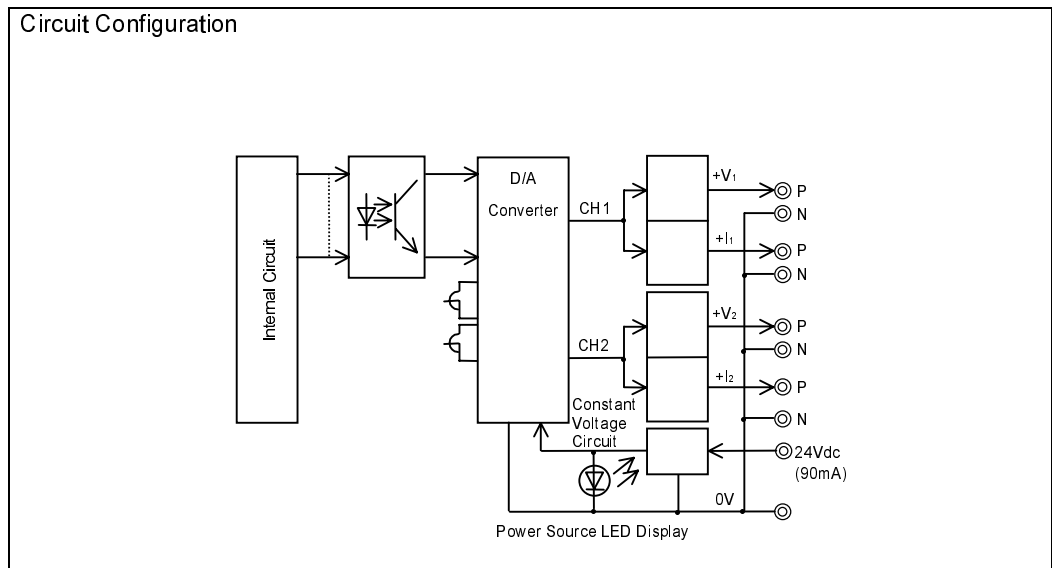 Circuit Configuration
Internal Circuit
D/A
Converter
CH1
CH2
+V1
P
N
+I1
P
N
+V2
P
N
+I2
P
N
Constant
Voltage
Circuit
24Vdc
(90mA)
0V
Power Source LED Display